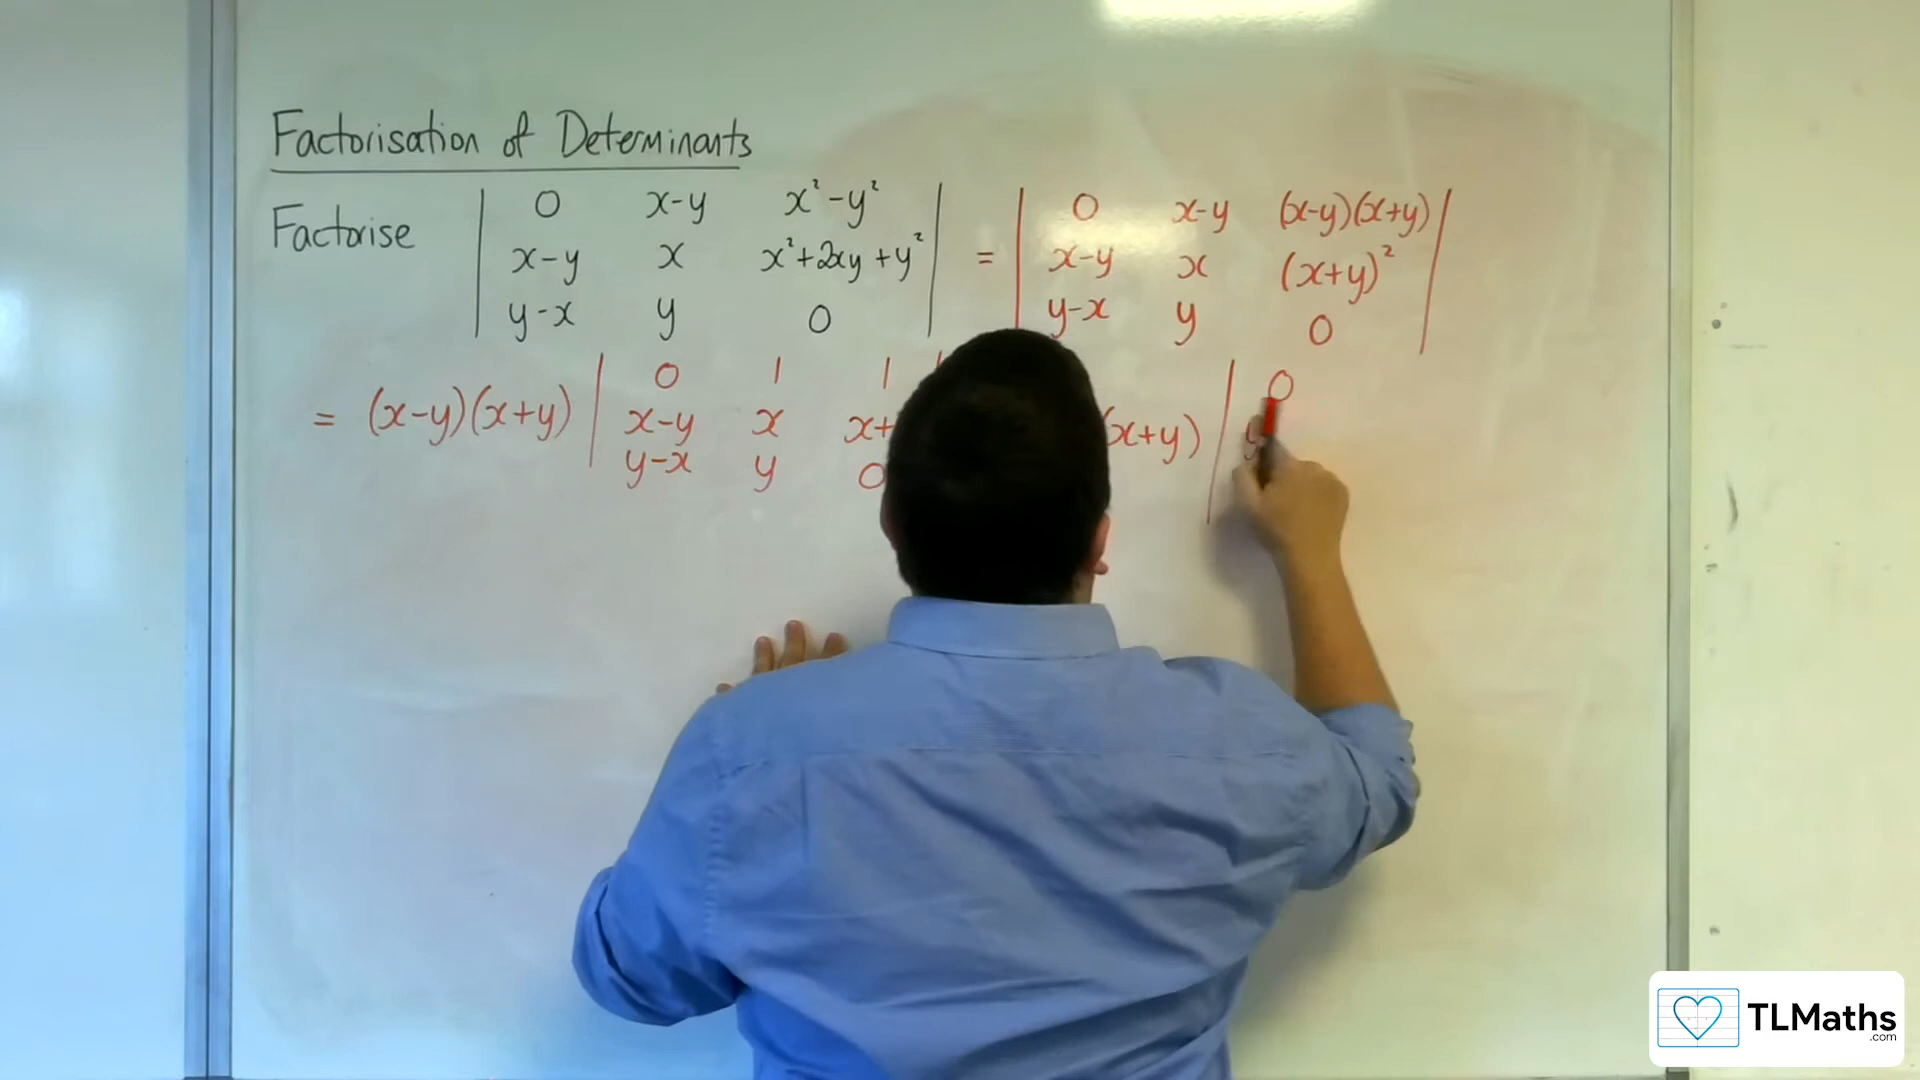 Factorisation of Determinants
Factorise | 0 x-y x²-y² | = | 0 x-y (x-y)(x+y) |
| x-y x x²+2xy+y² | | x-y x (x+y)² |
| y-x y 0 | | y-x y 0 |
= (x-y)(x+y) | 0 1 1 | (x+y) | 0
x-y x x+
y-x y 0
TLMaths
.com